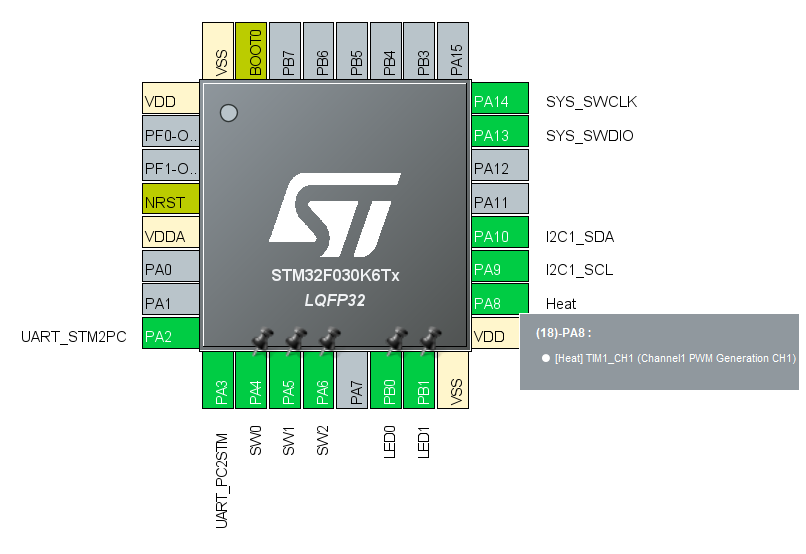 VSS
BOOT0
PB7
PB6
PB5
PB4
PB3
PA15
VDD
PF0-O..
PF1-O..
NRST
VDDA
PA0
PA1
UART_STM2PC PA2
ST
STM32F030K6Tx
LQFP32
PA14 SYS_SWCLK
PA13 SYS_SWDIO
PA12
PA11
PA10 I2C1_SDA
PA9 I2C1_SCL
PA8 Heat
VDD
(18)-PA8 :
[Heat] TIM1_CH1 (Channel1 PWM Generation CH1)
PA3
PA4
PA5
PA6
PA7
PB0
PB1
VSS
UART_PC2STM
SW0
SW1
SW2
LED0
LED1